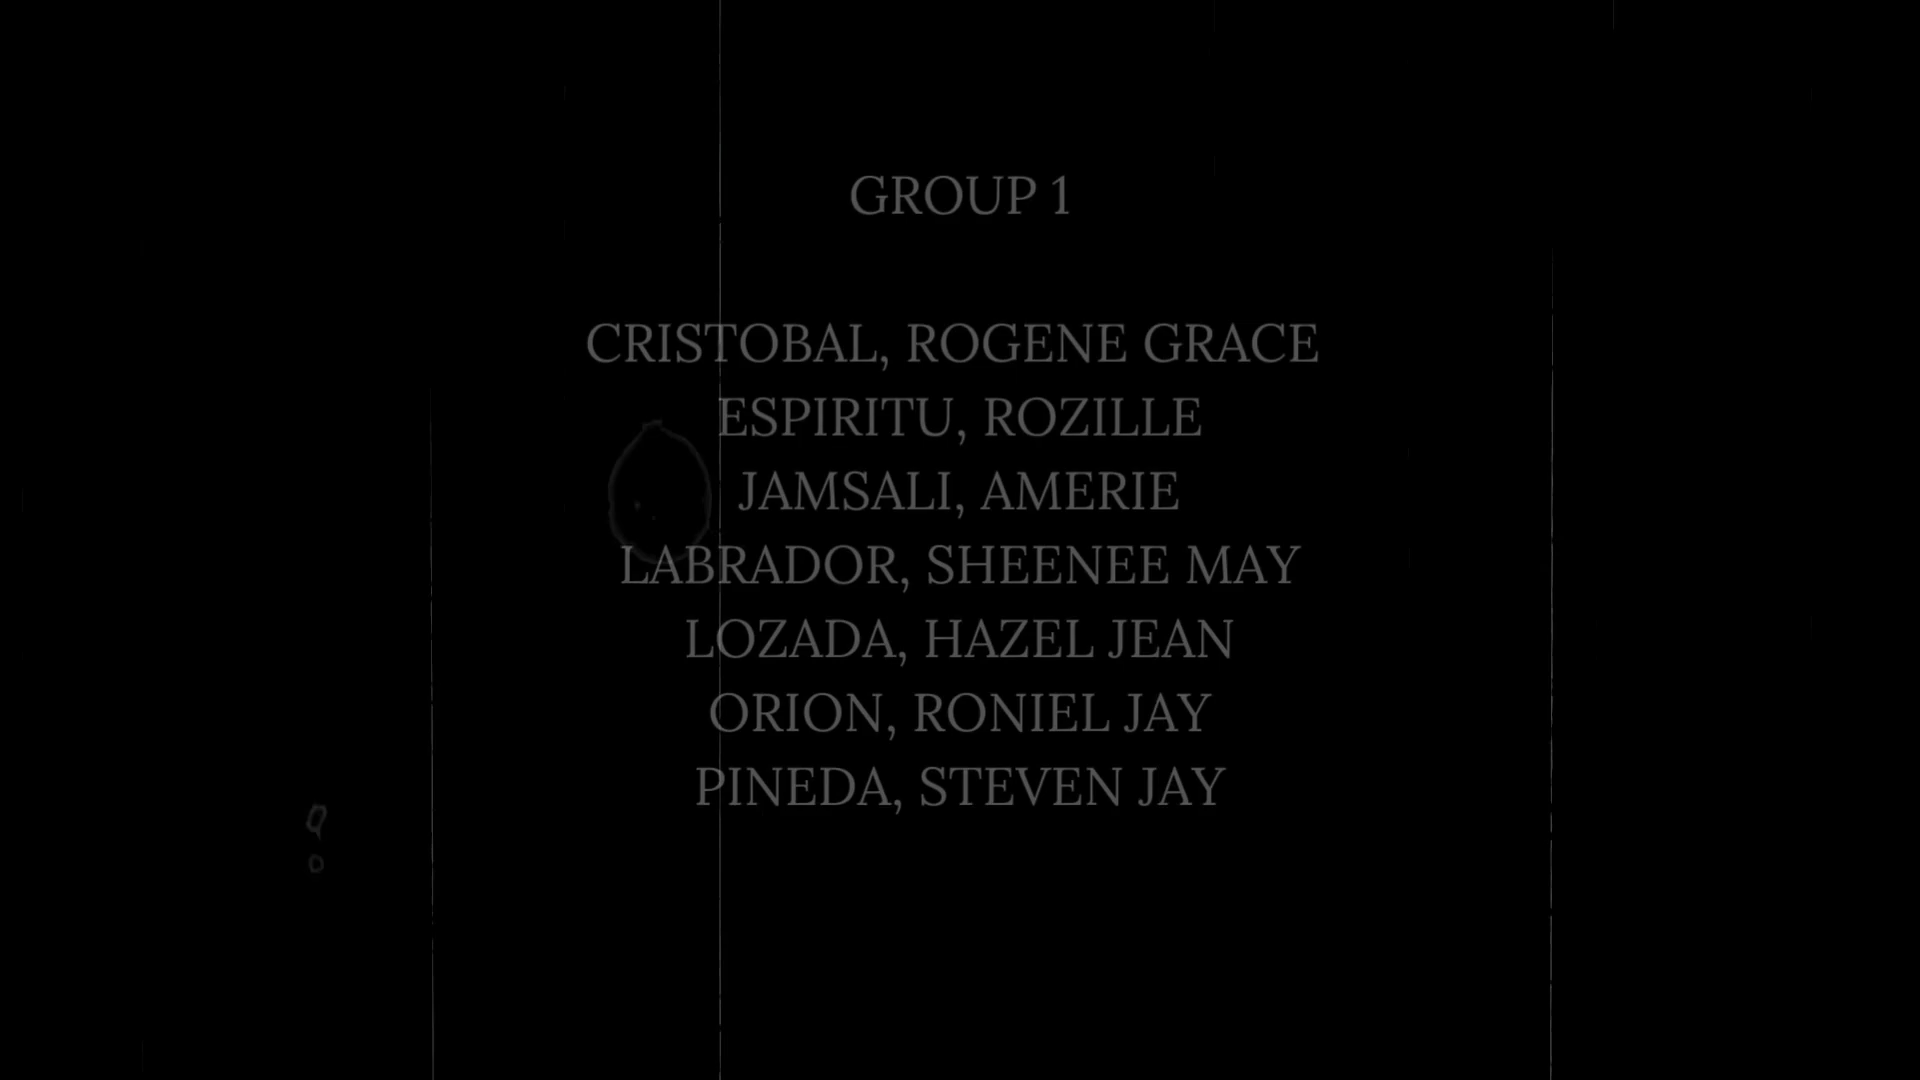 GROUP 1
CRISTOBAL, ROGENE GRACE
ESPIRITU, ROZILLE
JAMSALI, AMERIE
LABRADOR, SHEENEE MAY
LOZADA, HAZEL JEAN
ORION, RONIEL JAY
PINEDA, STEVEN JAY